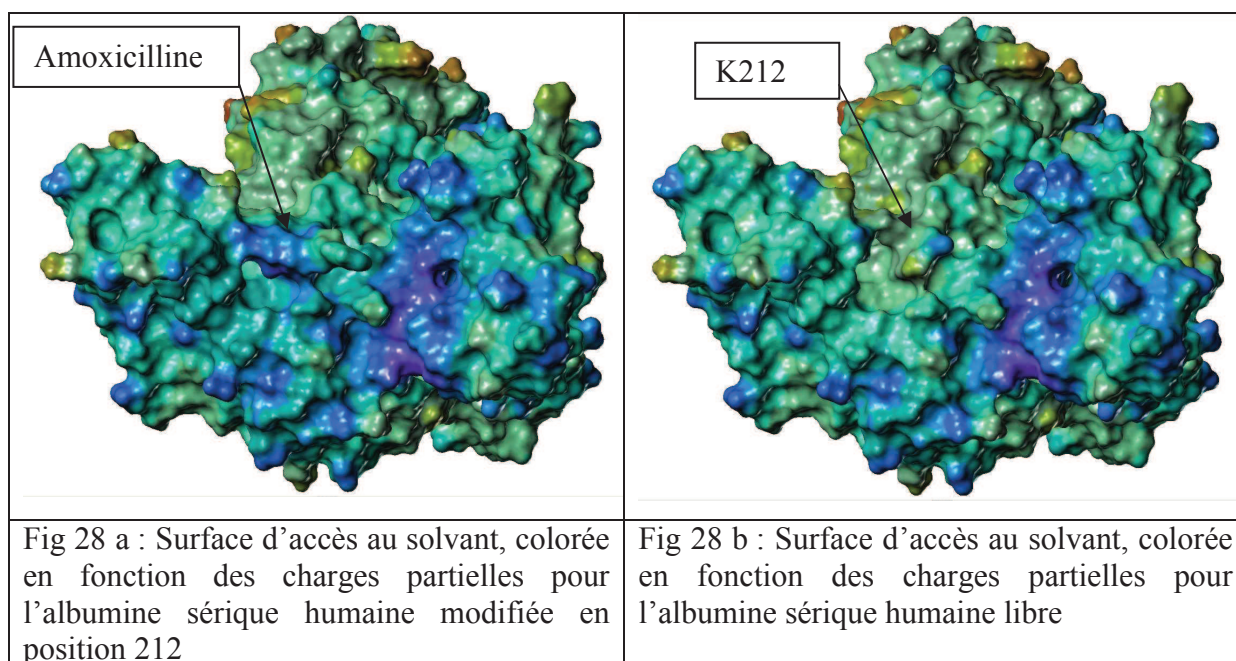 Amoxicilline
K212
Fig 28 a : Surface d’accès au solvant, colorée
en fonction des charges partielles pour
l’albumine sérique humaine modifiée en
position 212
Fig 28 b : Surface d’accès au solvant, colorée
en fonction des charges partielles pour
l’albumine sérique humaine libre